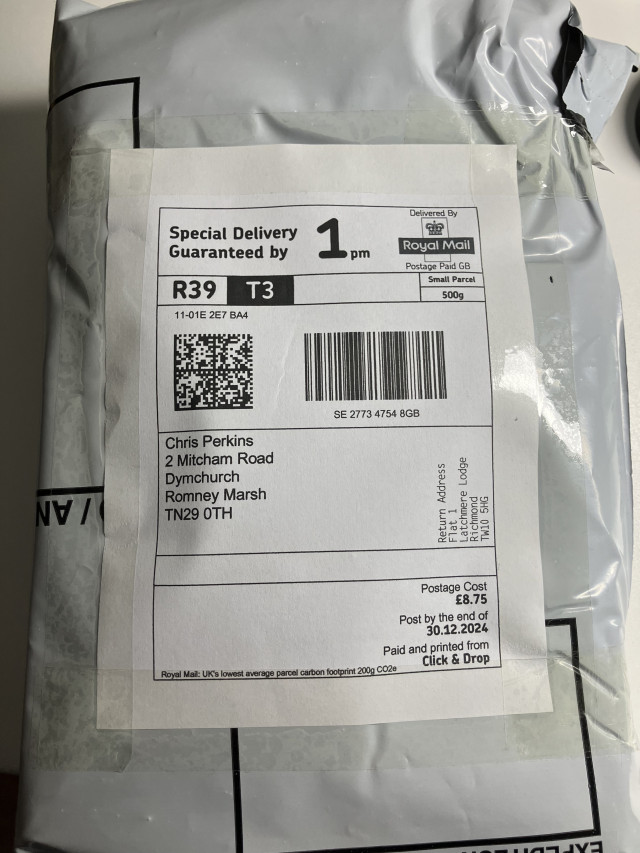 Special Delivery
Guaranteed by
1pm
Delivered By
Royal Mail
Postage Paid GB
R39 T3
Small Parcel
500g
11-01E 2E7 BA4
SE 2773 4754 8GB
Chris Perkins
2 Mitcham Road
Dymchurch
Romney Marsh
TN29 0TH
Return Address
Flat 1
Latchmere Lodge
Richmond
TW10 5HG
Postage Cost
£8.75
Post by the end of
30.12.2024
Paid and printed from
Click & Drop
Royal Mail: UK's lowest average parcel carbon footprint 200g CO2e